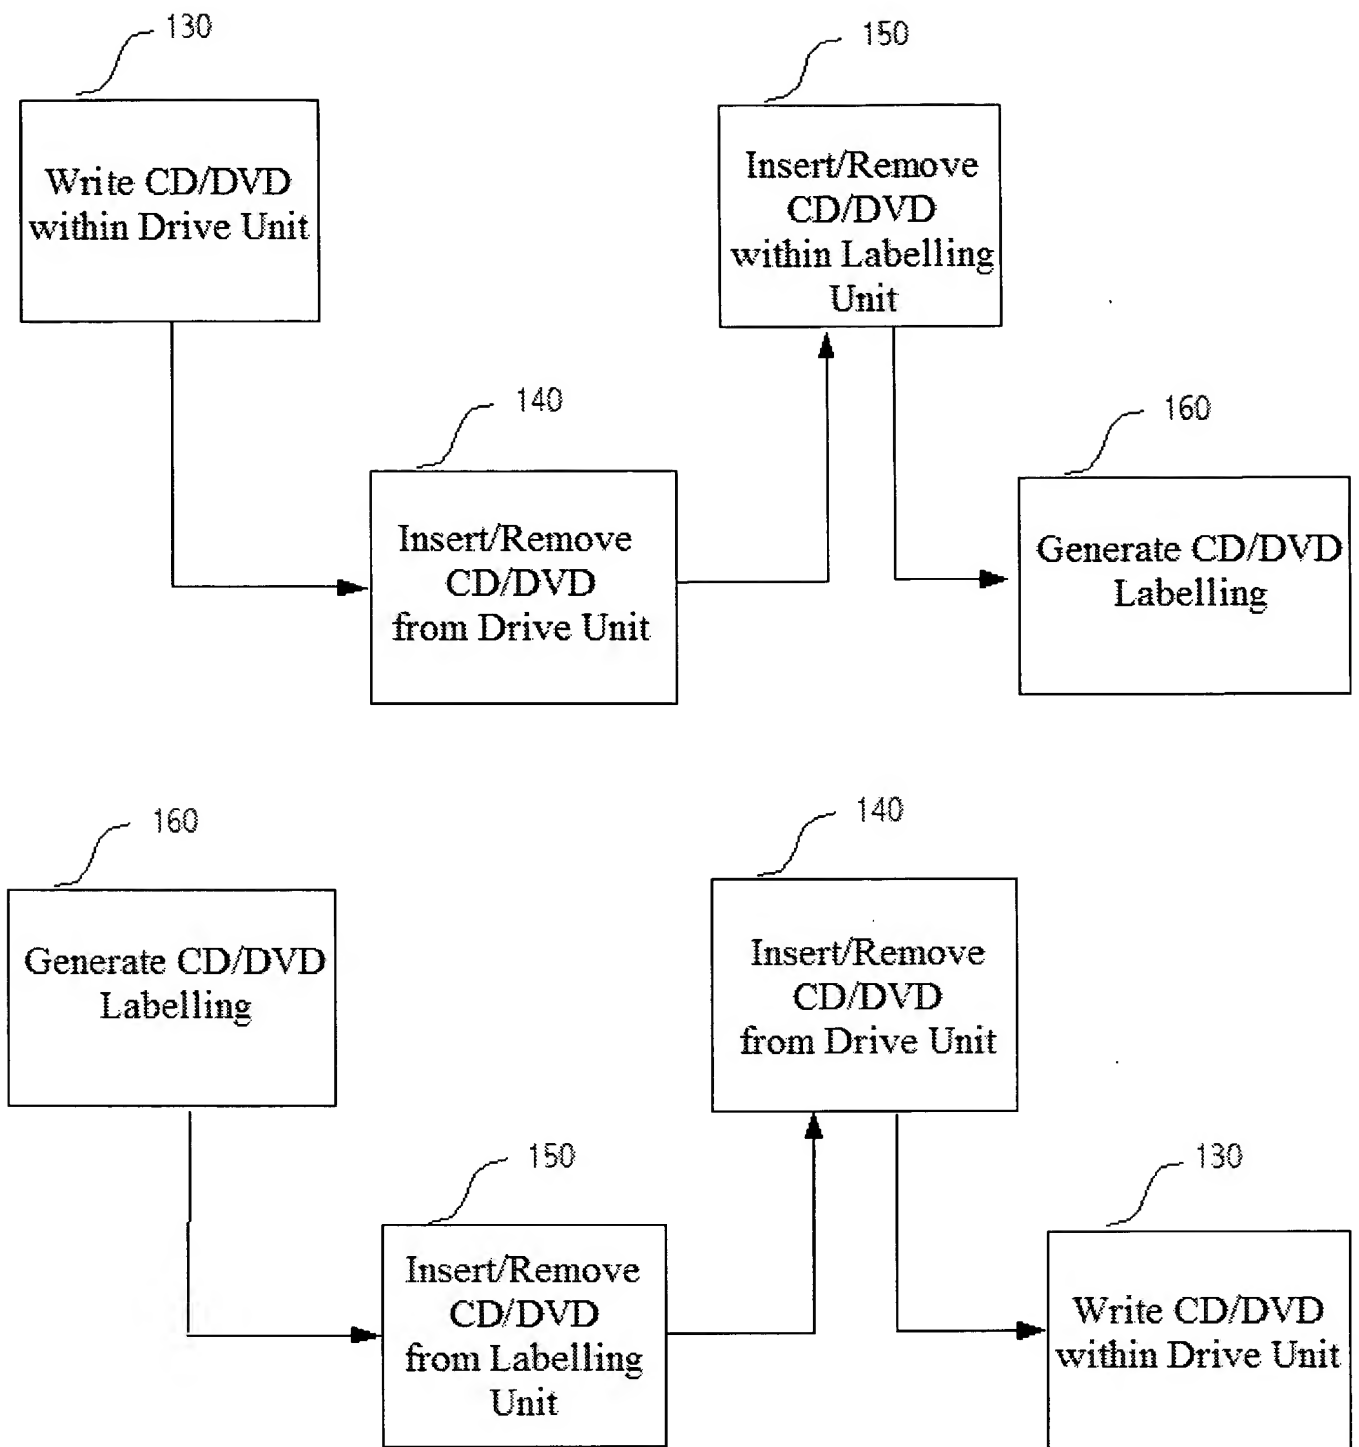 130
Write CD/DVD
within Drive Unit
150
Insert/Remove
CD/DVD
within Labelling
Unit
140
Insert/Remove
CD/DVD
from Drive Unit
160
Generate CD/DVD
Labelling
160
Generate CD/DVD
Labelling
140
Insert/Remove
CD/DVD
from Drive Unit
150
Insert/Remove
CD/DVD
from Labelling
Unit
130
Write CD/DVD
within Drive Unit